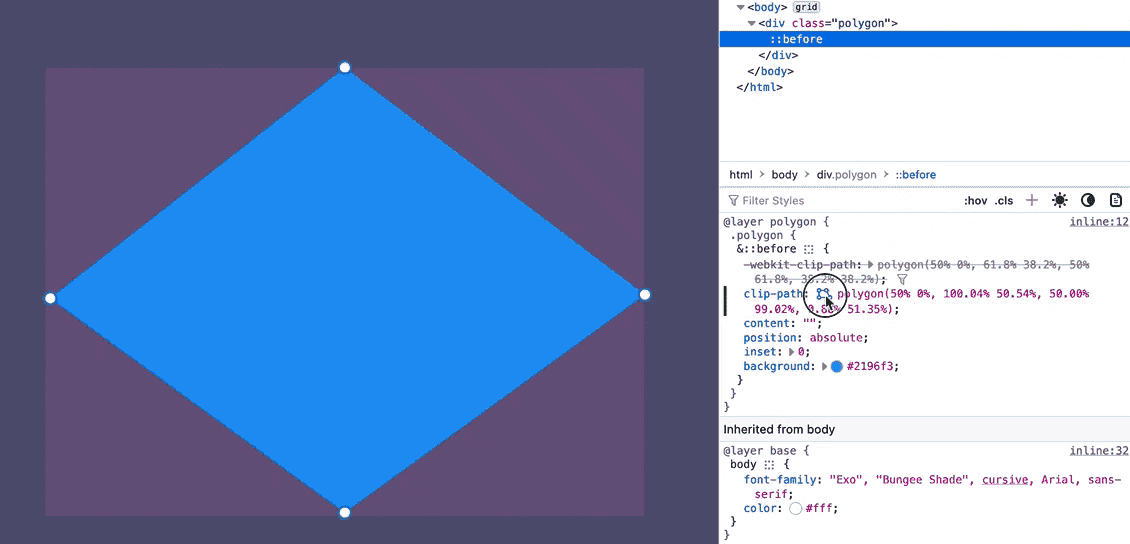 <body> grid
<div class="polygon">
::before
</div>
</body>
</html>
html > body > div.polygon > ::before
Filter Styles :hov .cls +
@layer polygon { inline:12
.polygon {
&::before {
-webkit-clip-path: polygon(50% 0%, 61.8% 38.2%, 50%
61.8%, 38.2% 38.2%);
clip-path: polygon(50% 0%, 100.04% 50.54%, 50.00%
99.02%, 0.88% 51.35%);
content: "";
position: absolute;
inset: 0;
background: #2196f3;
}
}
}
Inherited from body
@layer base { inline:32
body {
font-family: "Exo", "Bungee Shade", cursive, Arial, sans-
serif;
color: #fff;
}
}